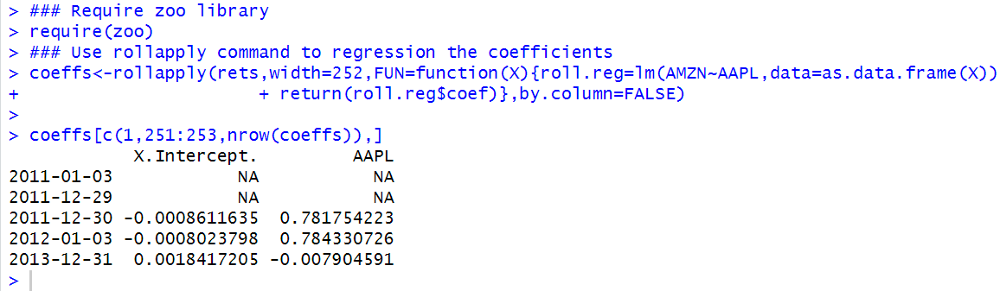 > ### Require zoo library
> require(zoo)
> ### Use rollapply command to regression the coefficients
> coeffs<-rollapply(rets,width=252,FUN=function(X){roll.reg=lm(AMZN~AAPL,data=as.data.frame(X))
+                       + return(roll.reg$coef)},by.column=FALSE)
>
> coeffs[c(1,251:253,nrow(coeffs)),]
            X.Intercept.         AAPL
2011-01-03            NA           NA
2011-12-29            NA           NA
2011-12-30 -0.0008611635  0.781754223
2012-01-03 -0.0008023798  0.784330726
2013-12-31  0.0018417205 -0.007904591
>